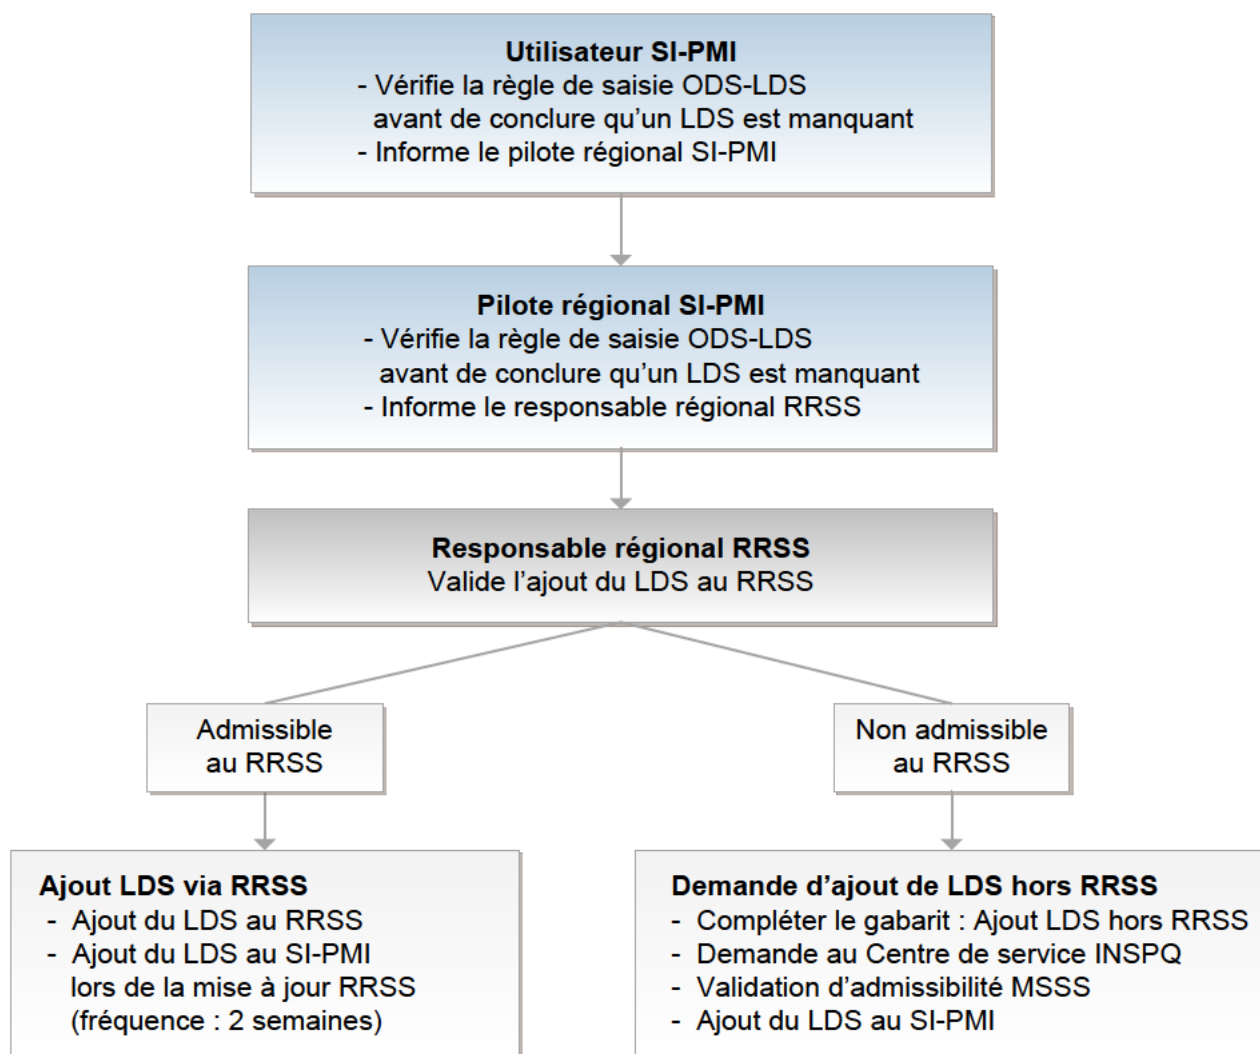 Utilisateur SI-PMI
- Vérifie la règle de saisie ODS-LDS
avant de conclure qu’un LDS est manquant
- Informe le pilote régional SI-PMI
Pilote régional SI-PMI
- Vérifie la règle de saisie ODS-LDS
avant de conclure qu’un LDS est manquant
- Informe le responsable régional RRSS
Responsable régional RRSS
Valide l’ajout du LDS au RRSS
Admissible
au RRSS
Non admissible
au RRSS
Ajout LDS via RRSS
- Ajout du LDS au RRSS
- Ajout du LDS au SI-PMI
lors de la mise à jour RRSS
(fréquence : 2 semaines)
Demande d’ajout de LDS hors RRSS
- Compléter le gabarit : Ajout LDS hors RRSS
- Demande au Centre de service INSPQ
- Validation d’admissibilité MSSS
- Ajout du LDS au SI-PMI